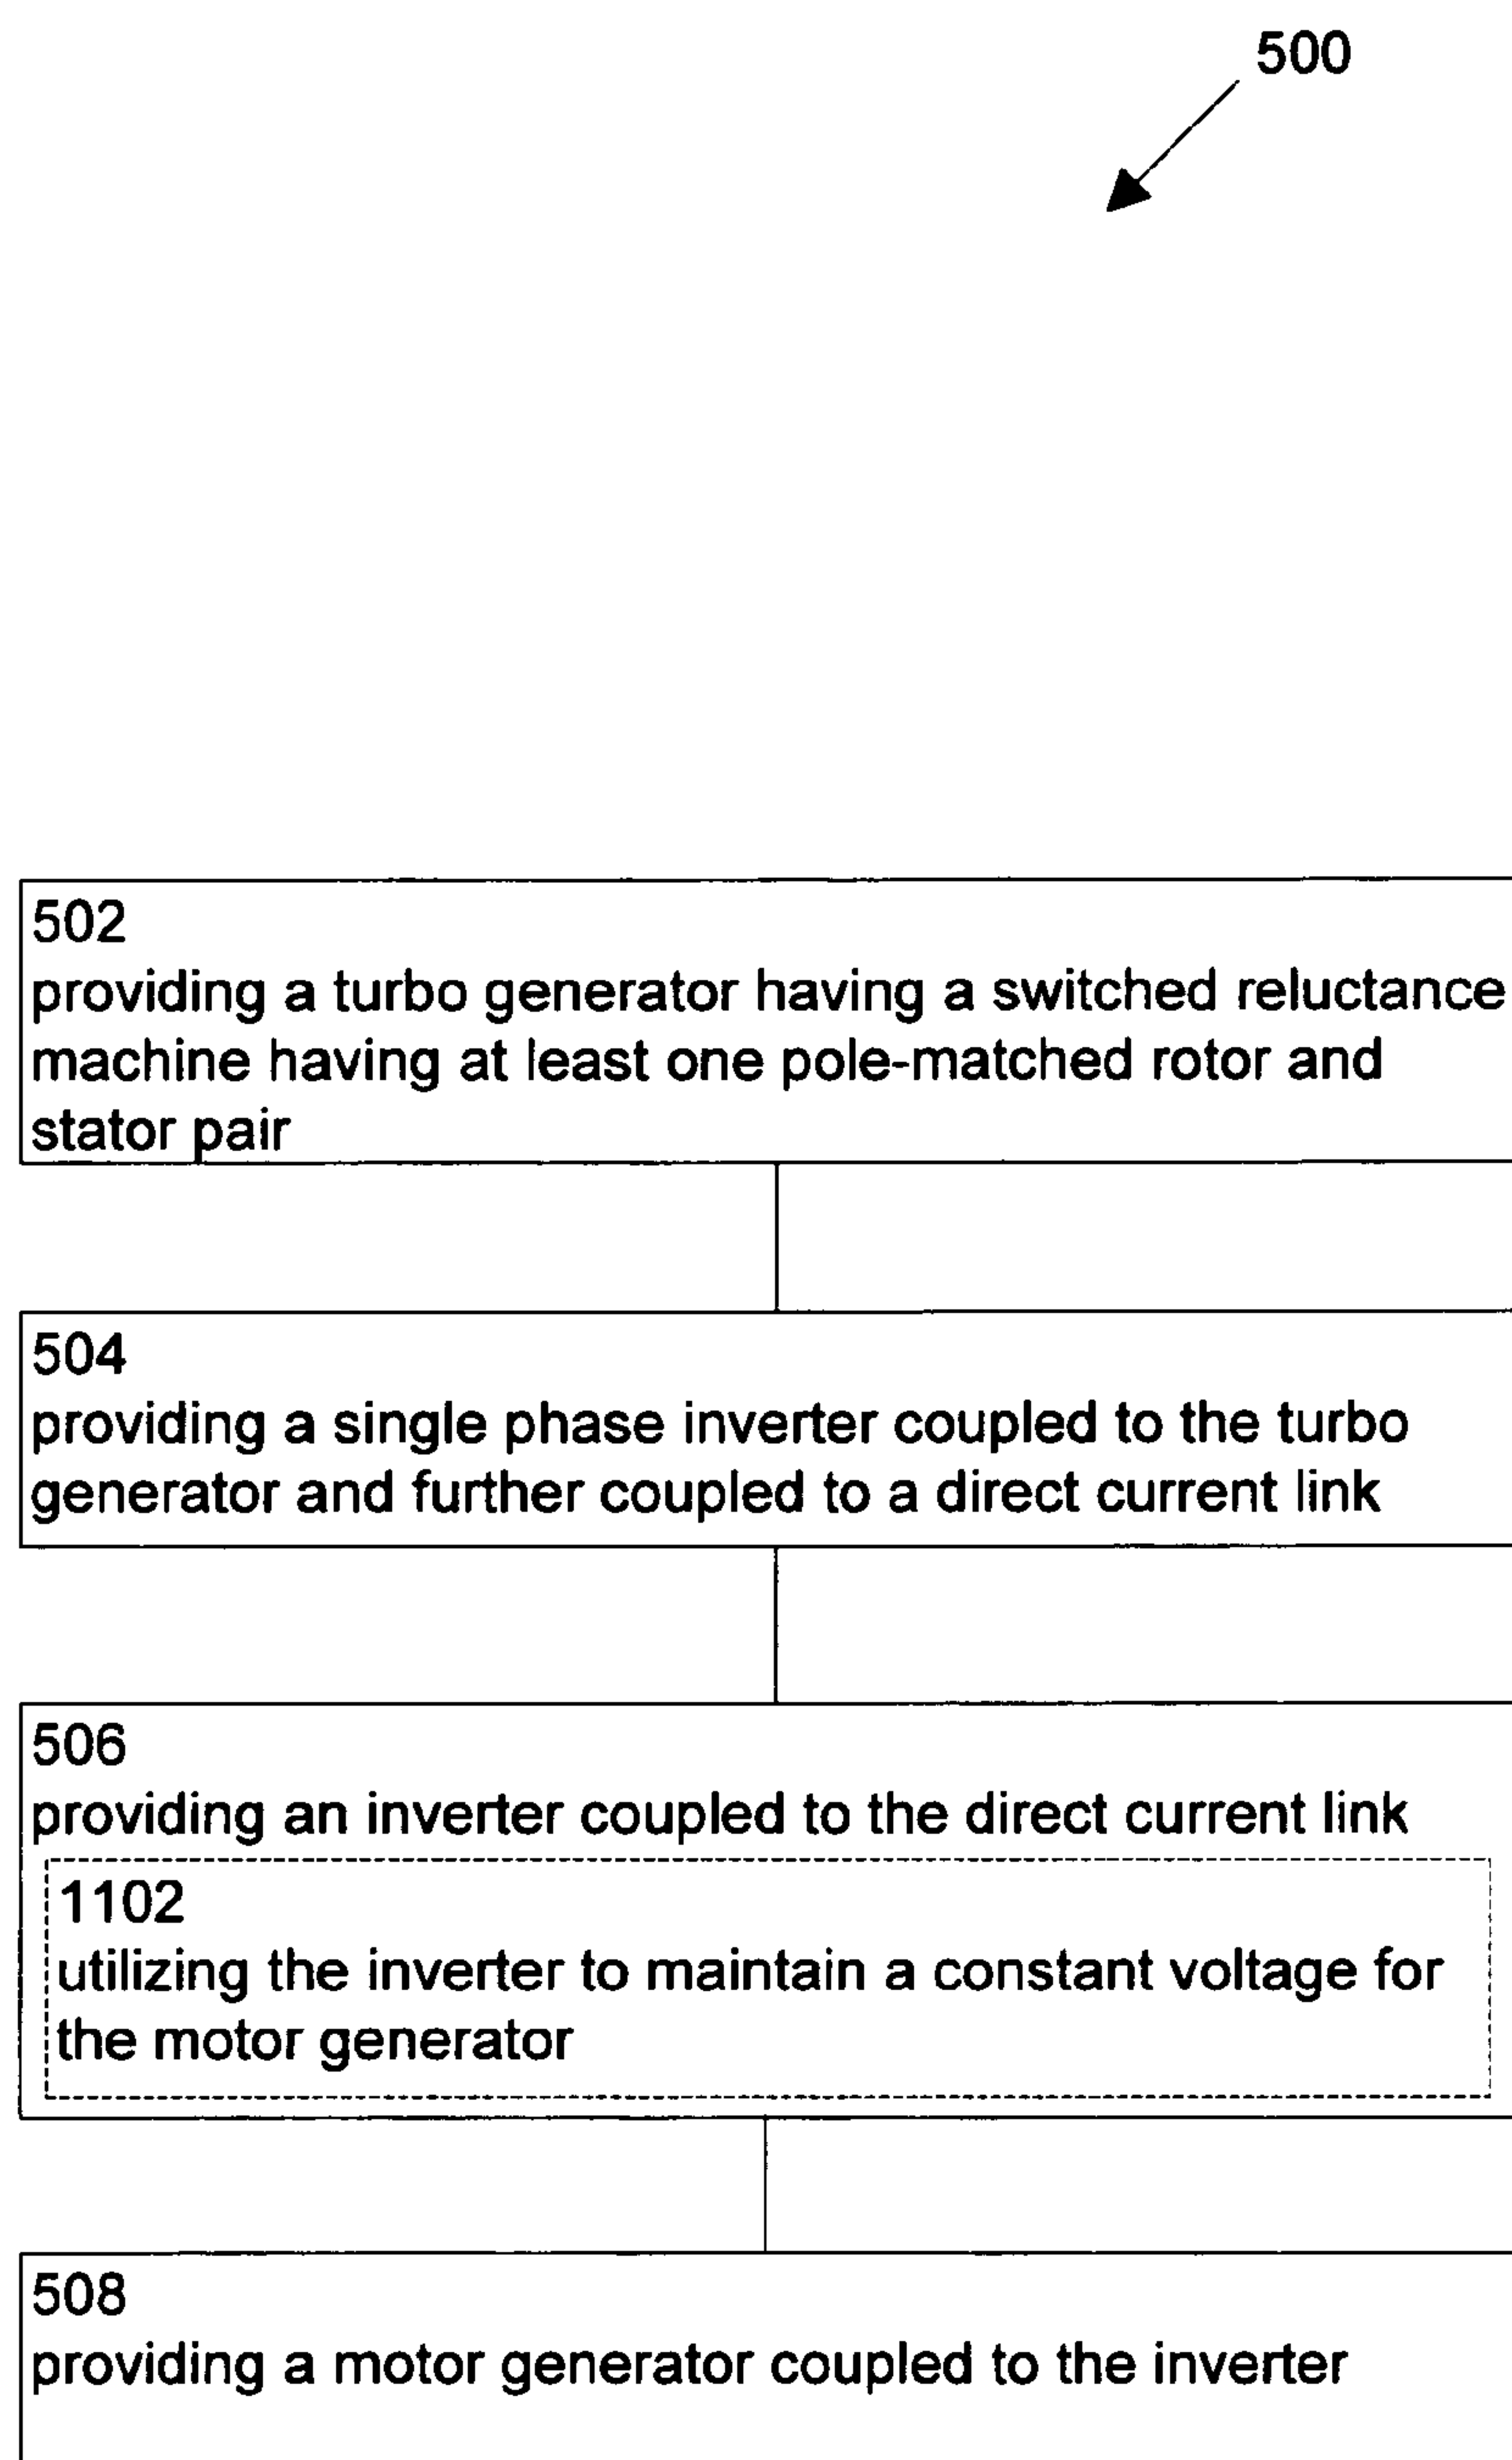 500
502
providing a turbo generator having a switched reluctance
machine having at least one pole-matched rotor and
stator pair
504
providing a single phase inverter coupled to the turbo
generator and further coupled to a direct current link
506
providing an inverter coupled to the direct current link
1102
utilizing the inverter to maintain a constant voltage for
the motor generator
508
providing a motor generator coupled to the inverter